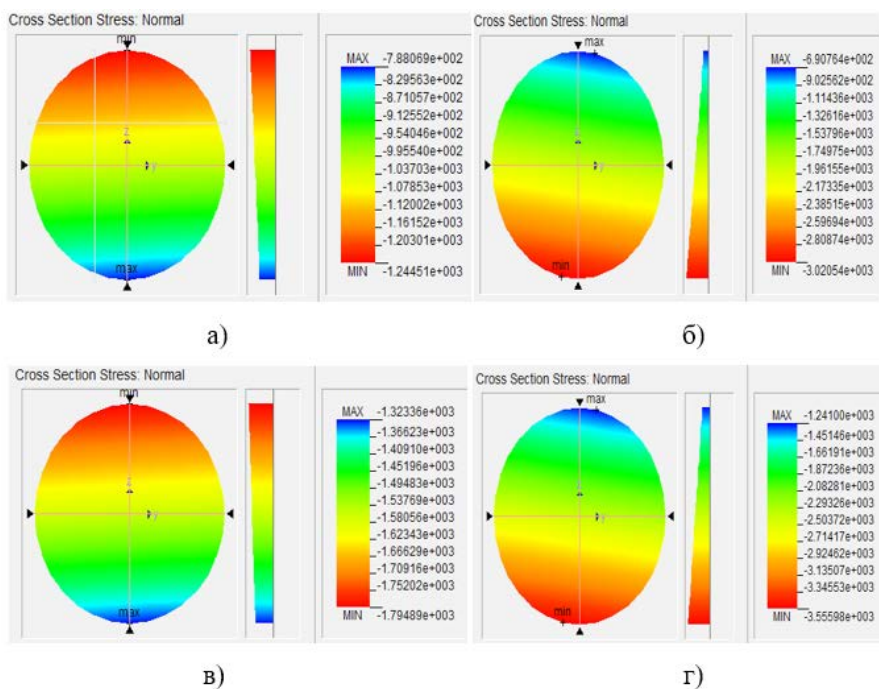 Cross Section Stress: Normal
min
z
y
max
MAX
-7.88069e+002
-8.29563e+002
-8.71057e+002
-9.12552e+002
-9.54046e+002
-9.95540e+002
-1.03703e+003
-1.07853e+003
-1.12002e+003
-1.16152e+003
-1.20301e+003
MIN
-1.24451e+003
а)
Cross Section Stress: Normal
max
y
min
MAX
-6.90764e+002
-9.02562e+002
-1.11436e+003
-1.32616e+003
-1.53796e+003
-1.74975e+003
-1.96155e+003
-2.17335e+003
-2.38515e+003
-2.59694e+003
-2.80874e+003
MIN
-3.02054e+003
б)
Cross Section Stress: Normal
min
z
y
max
MAX
-1.32336e+003
-1.36623e+003
-1.40910e+003
-1.45196e+003
-1.49483e+003
-1.53769e+003
-1.58056e+003
-1.62343e+003
-1.66629e+003
-1.70916e+003
-1.75202e+003
MIN
-1.79489e+003
в)
Cross Section Stress: Normal
max
y
min
MAX
-1.24100e+003
-1.45146e+003
-1.66191e+003
-1.87236e+003
-2.08281e+003
-2.29326e+003
-2.50372e+003
-2.71417e+003
-2.92462e+003
-3.13507e+003
-3.34553e+003
MIN
-3.55598e+003
г)